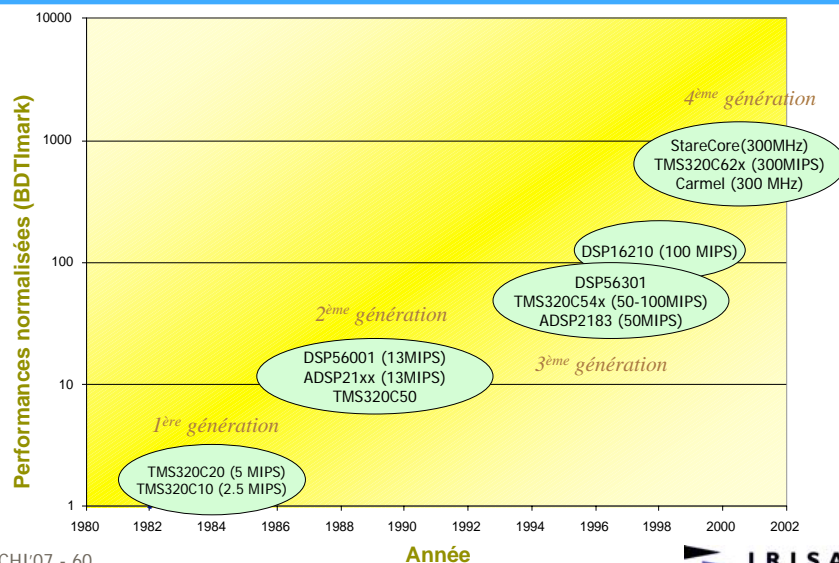 Performances normalisées (BDTImark)
10000
1000
100
10
1
4ème génération
StareCore(300MHz)
TMS320C62x (300MIPS)
Carmel (300 MHz)
DSP16210 (100 MIPS)
DSP56301
TMS320C54x (50-100MIPS)
ADSP2183 (50MIPS)
3ème génération
2ème génération
DSP56001 (13MIPS)
ADSP21xx (13MIPS)
TMS320C50
1ère génération
TMS320C20 (5 MIPS)
TMS320C10 (2.5 MIPS)
1980 1982 1984 1986 1988 1990 1992 1994 1996 1998 2000 2002
Année
CHI'07 - 60
IRISA